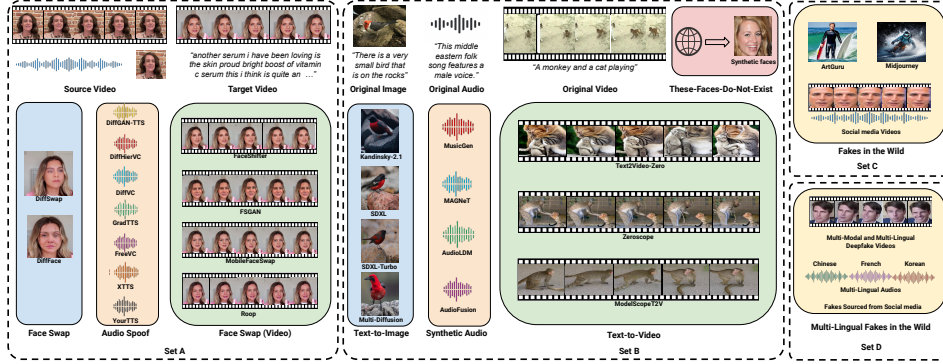 "another serum i have been loving is
the skin proud bright boost of vitamin
c serum this i think is quite an ..."
Source Video
Target Video
DiffSwap
DiffFace
Face Swap
DiffGAN-TTS
DiffHierVC
DiffVC
GradTTS
FreeVC
XTTS
YourTTS
Audio Spoof
FaceShifter
FSGAN
MobileFaceSwap
Roop
Face Swap (Video)
Set A
"There is a very
small bird that
is on the rocks"
Original Image
"This middle
eastern folk
song features a
male voice."
Original Audio
"A monkey and a cat playing"
Original Video
Synthetic faces
These-Faces-Do-Not-Exist
Kandinsky-2.1
SDXL
SDXL-Turbo
Multi-Diffusion
Text-to-Image
MusicGen
MAGNeT
AudioLDM
AudioFusion
Synthetic Audio
Text2Video-Zero
Zeroscope
ModelScopeT2V
Text-to-Video
Set B
ArtGuru
Midjourney
Social media Videos
Fakes in the Wild
Set C
Multi-Modal and Multi-Lingual
Deepfake Videos
Chinese
French
Korean
Multi-Lingual Audios
Fakes Sourced from Social media
Multi-Lingual Fakes in the Wild
Set D